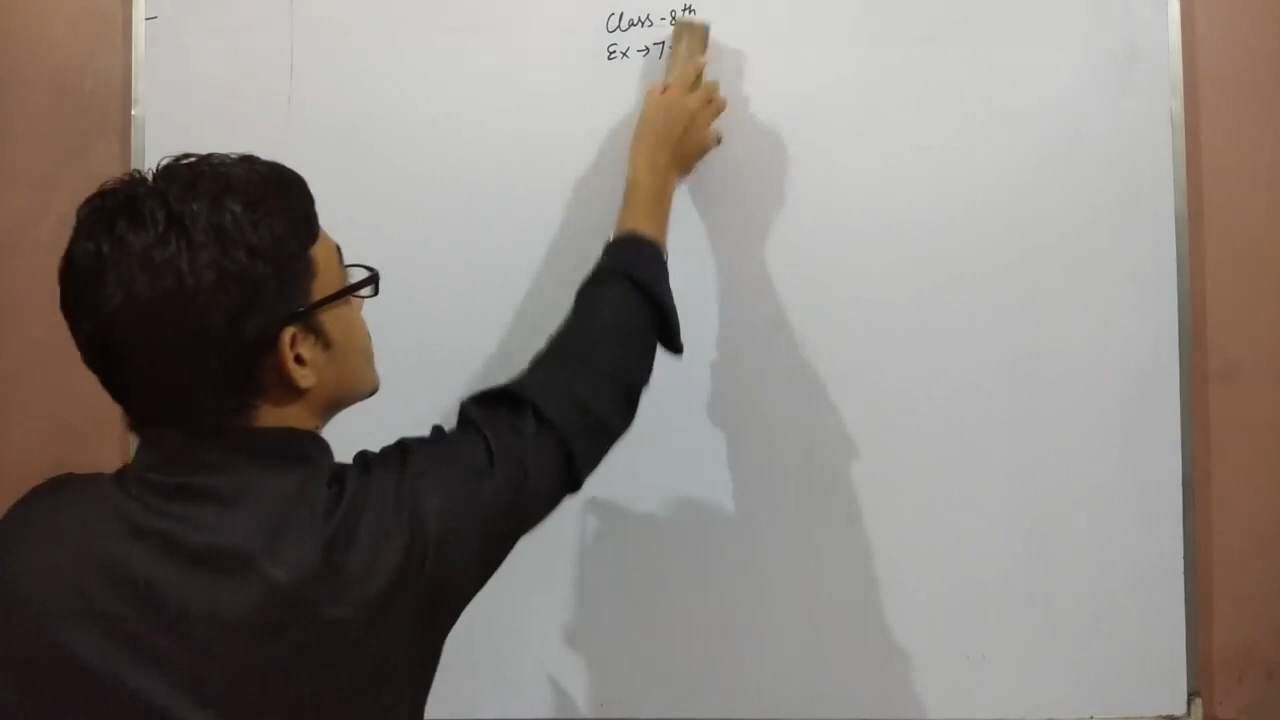 Class - 8th
Ex → 7